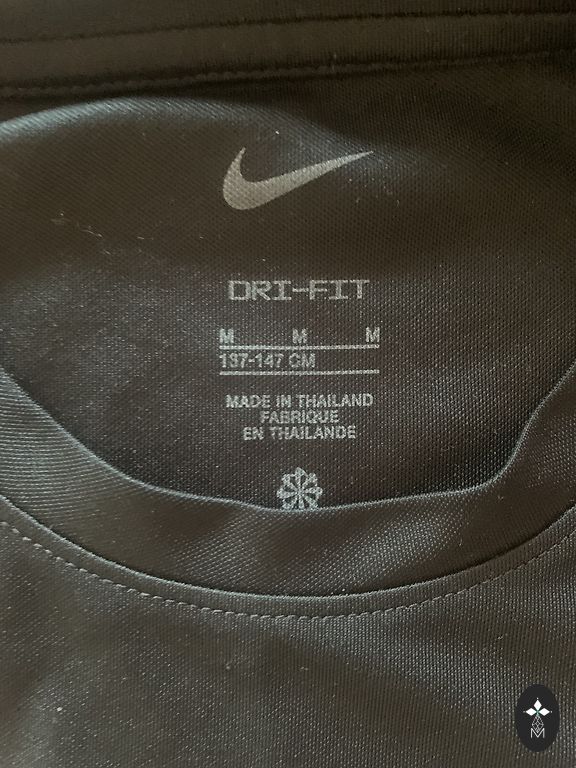 DRI-FIT
M M M
137-147 CM
MADE IN THAILAND
FABRIQUE
EN THAILANDE
M